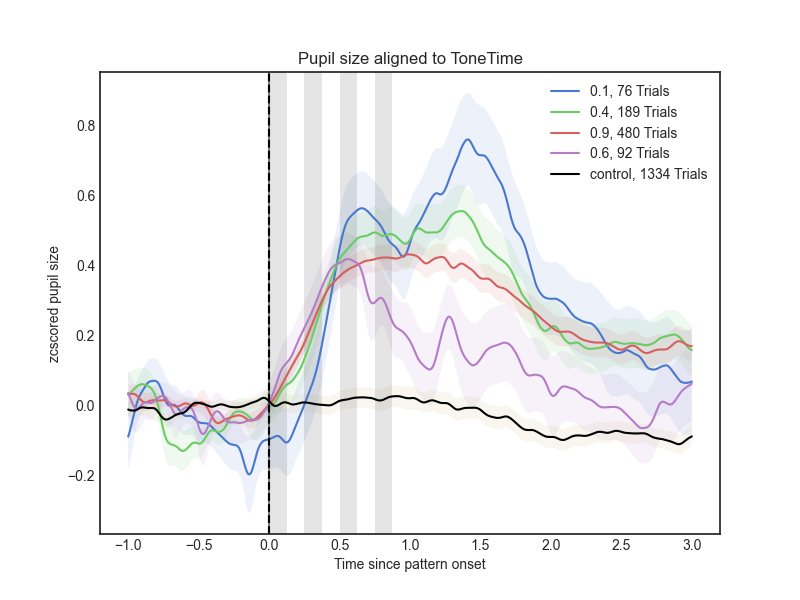 Pupil size aligned to ToneTime
0.1, 76 Trials
0.4, 189 Trials
0.9, 480 Trials
0.6, 92 Trials
control, 1334 Trials
zcscored pupil size
0.8
0.6
0.4
0.2
0.0
−0.2
−1.0 −0.5 0.0 0.5 1.0 1.5 2.0 2.5 3.0
Time since pattern onset